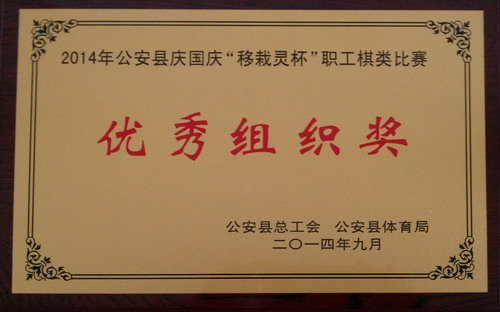 2014年公安县庆国庆“移栽灵杯”职工棋类比赛
优秀组织奖
公安县总工会 公安县体育局
二〇一四年九月